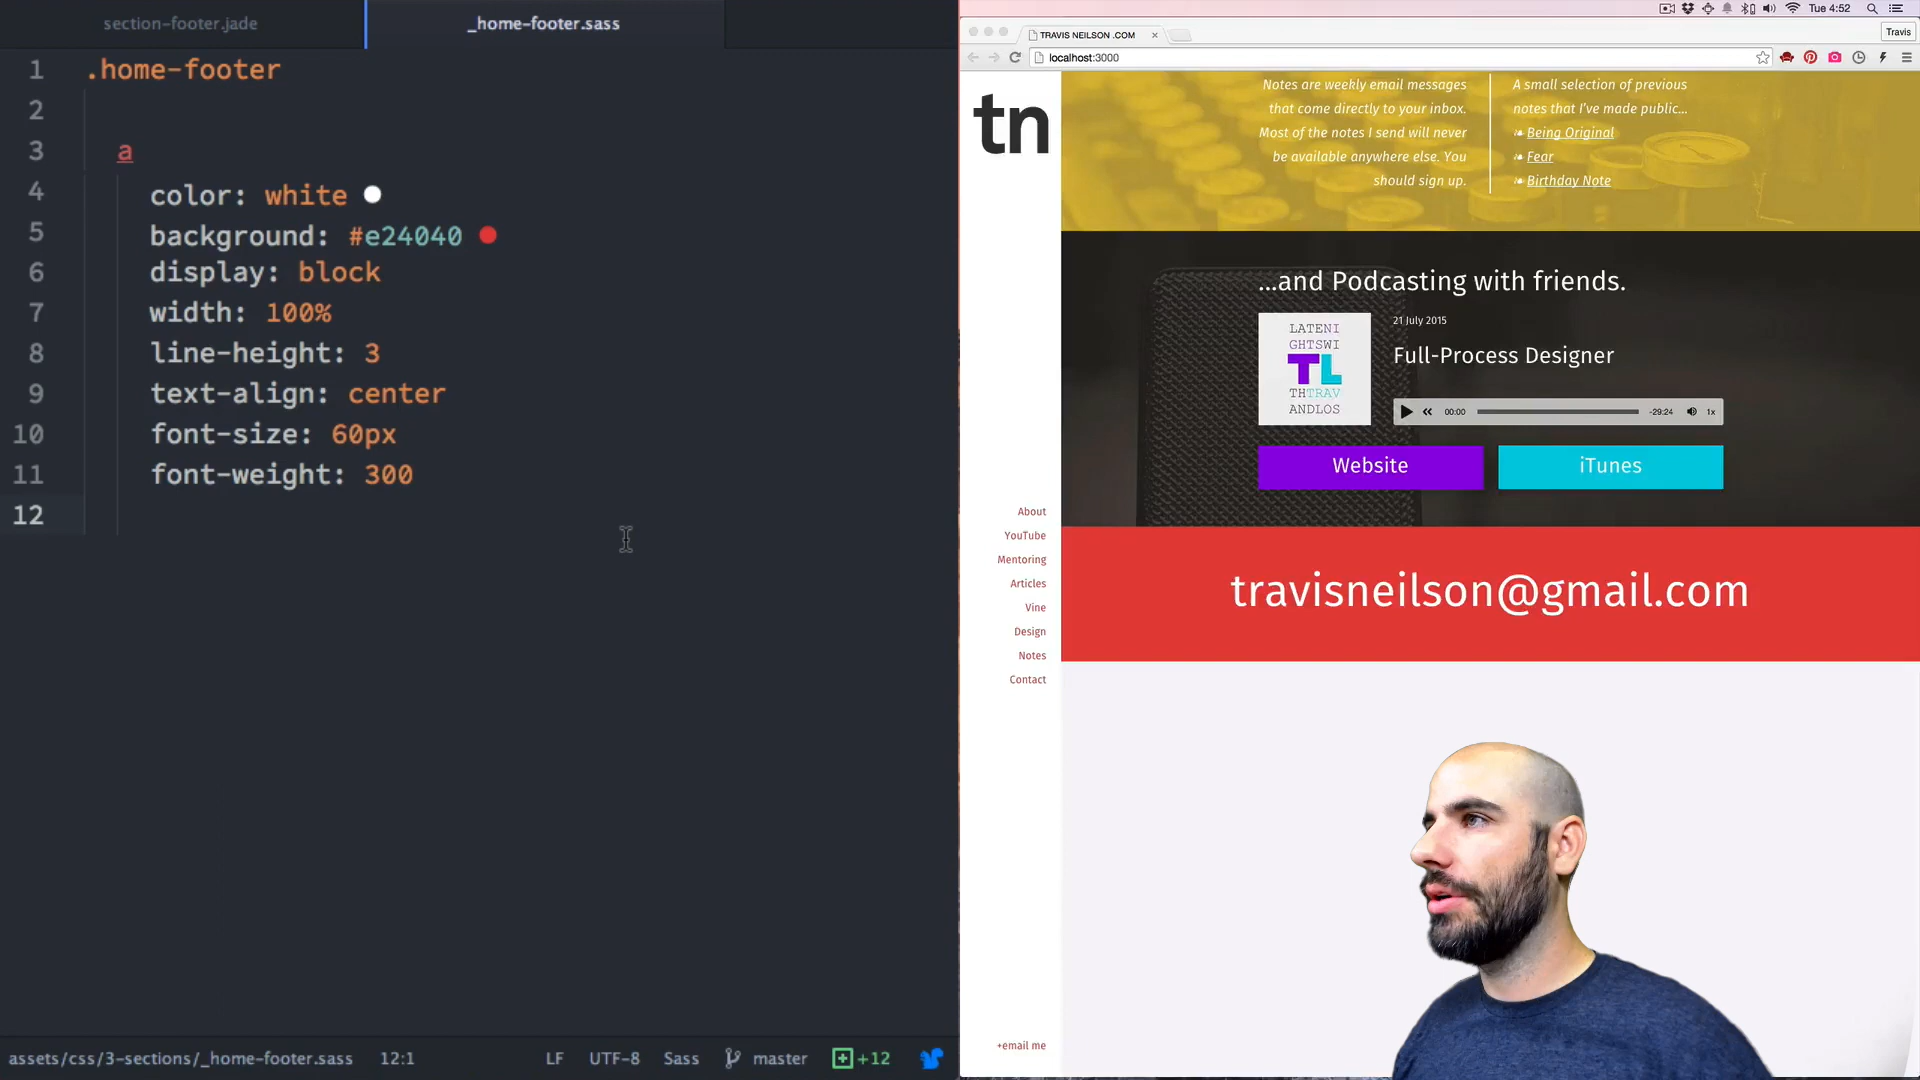 section-footer.jade
_home-footer.sass
1 .home-footer
2
3 a
4 color: white
5 background: #e24040
6 display: block
7 width: 100%
8 line-height: 3
9 text-align: center
10 font-size: 60px
11 font-weight: 300
12
assets/css/3-sections/_home-footer.sass 12:1 LF UTF-8 Sass master +12
Tue 4:52
TRAVIS NEILSON .COM
Travis
localhost:3000
tn
Notes are weekly email messages
that come directly to your inbox.
Most of the notes I send will never
be available anywhere else. You
should sign up.
A small selection of previous
notes that I've made public...
Being Original
Fear
Birthday Note
...and Podcasting with friends.
LATENI
GHTSWI
TL
THTRAV
ANDLOS
21 July 2015
Full-Process Designer
00:00 -29:24 1x
Website
iTunes
About
YouTube
Mentoring
Articles
Vine
Design
Notes
Contact
travisneilson@gmail.com
+email me